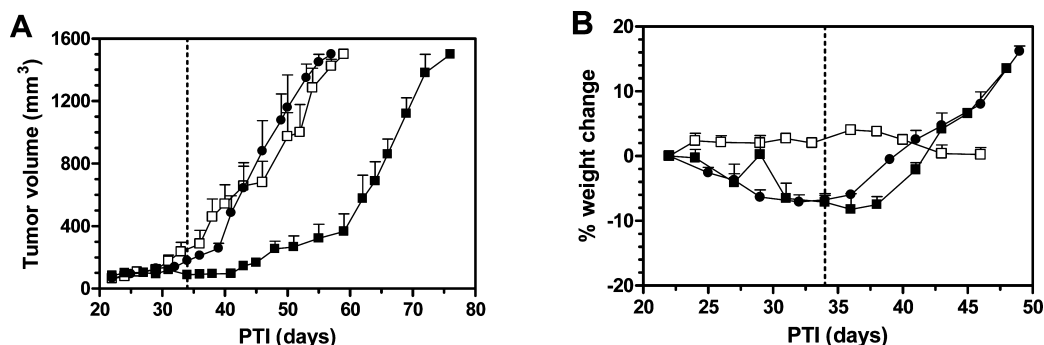 A
B
Tumor volume (mm³)
1600
1200
800
400
0
20 30 40 50 60 70 80
PTI (days)
% weight change
20
10
0
-10
-20
20 25 30 35 40 45 50
PTI (days)